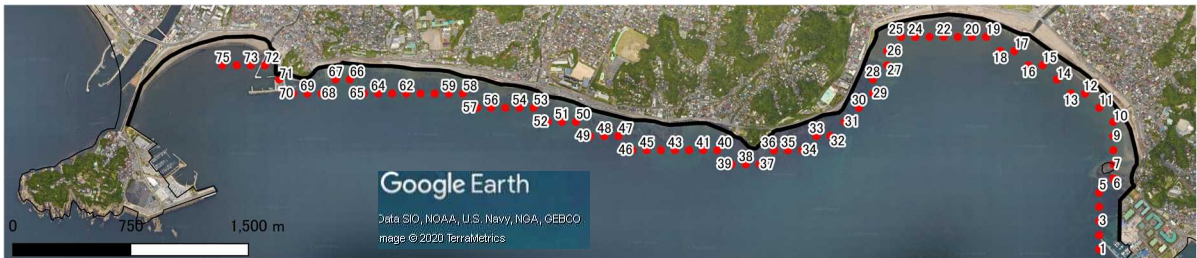 25 24 22 20 19
75 73 72 26 18 17
67 66 27 16 15
71 28 14
70 69 68 65 64 62 59 58 29 13 12
57 56 54 53 30 11
52 51 50 31 10
49 48 47 33 32 9
46 45 43 41 40 36 35 34
39 38 37 7
6
5
Google Earth
Data SIO, NOAA, U.S. Navy, NGA, GEBCO
Image © 2020 TerraMetrics
3
0 750 1,500 m
1